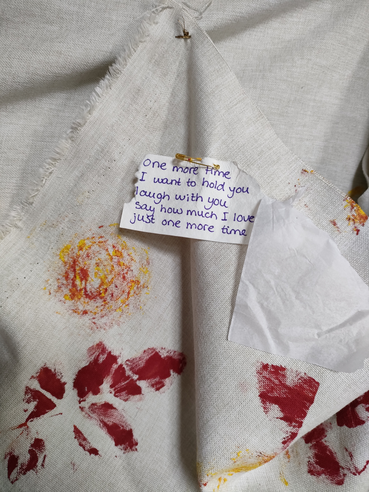 One more time
I want to hold you
laugh with you
say how much I love
just one more time